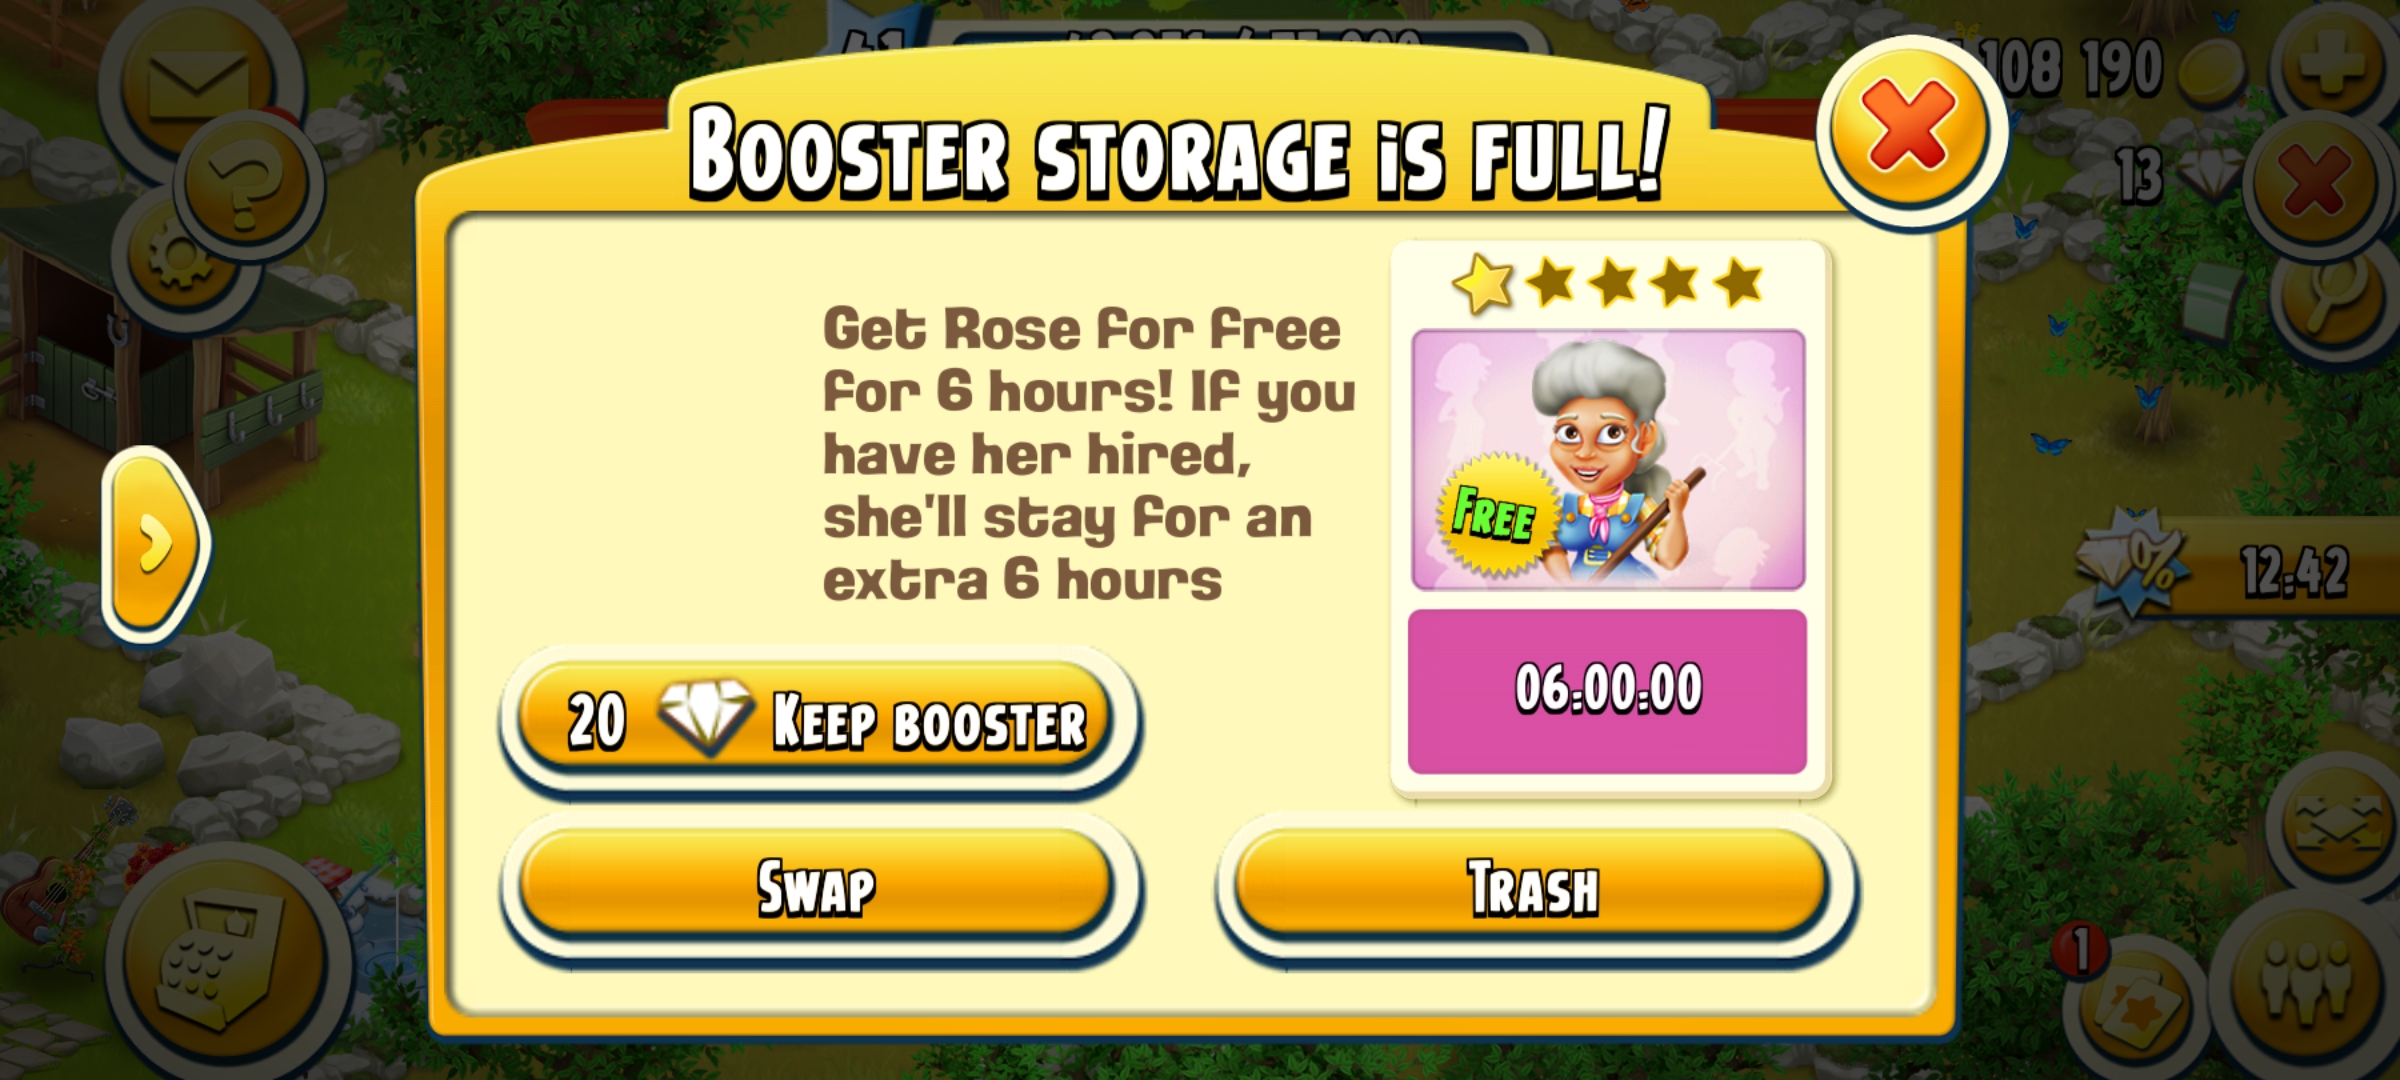 108 190
BOOSTER STORAGE IS FULL!
13
Get Rose for free
for 6 hours! If you
have her hired,
she'll stay for an
extra 6 hours
FREE
06:00:00
%
12:42
20 KEEP BOOSTER
SWAP
TRASH
1